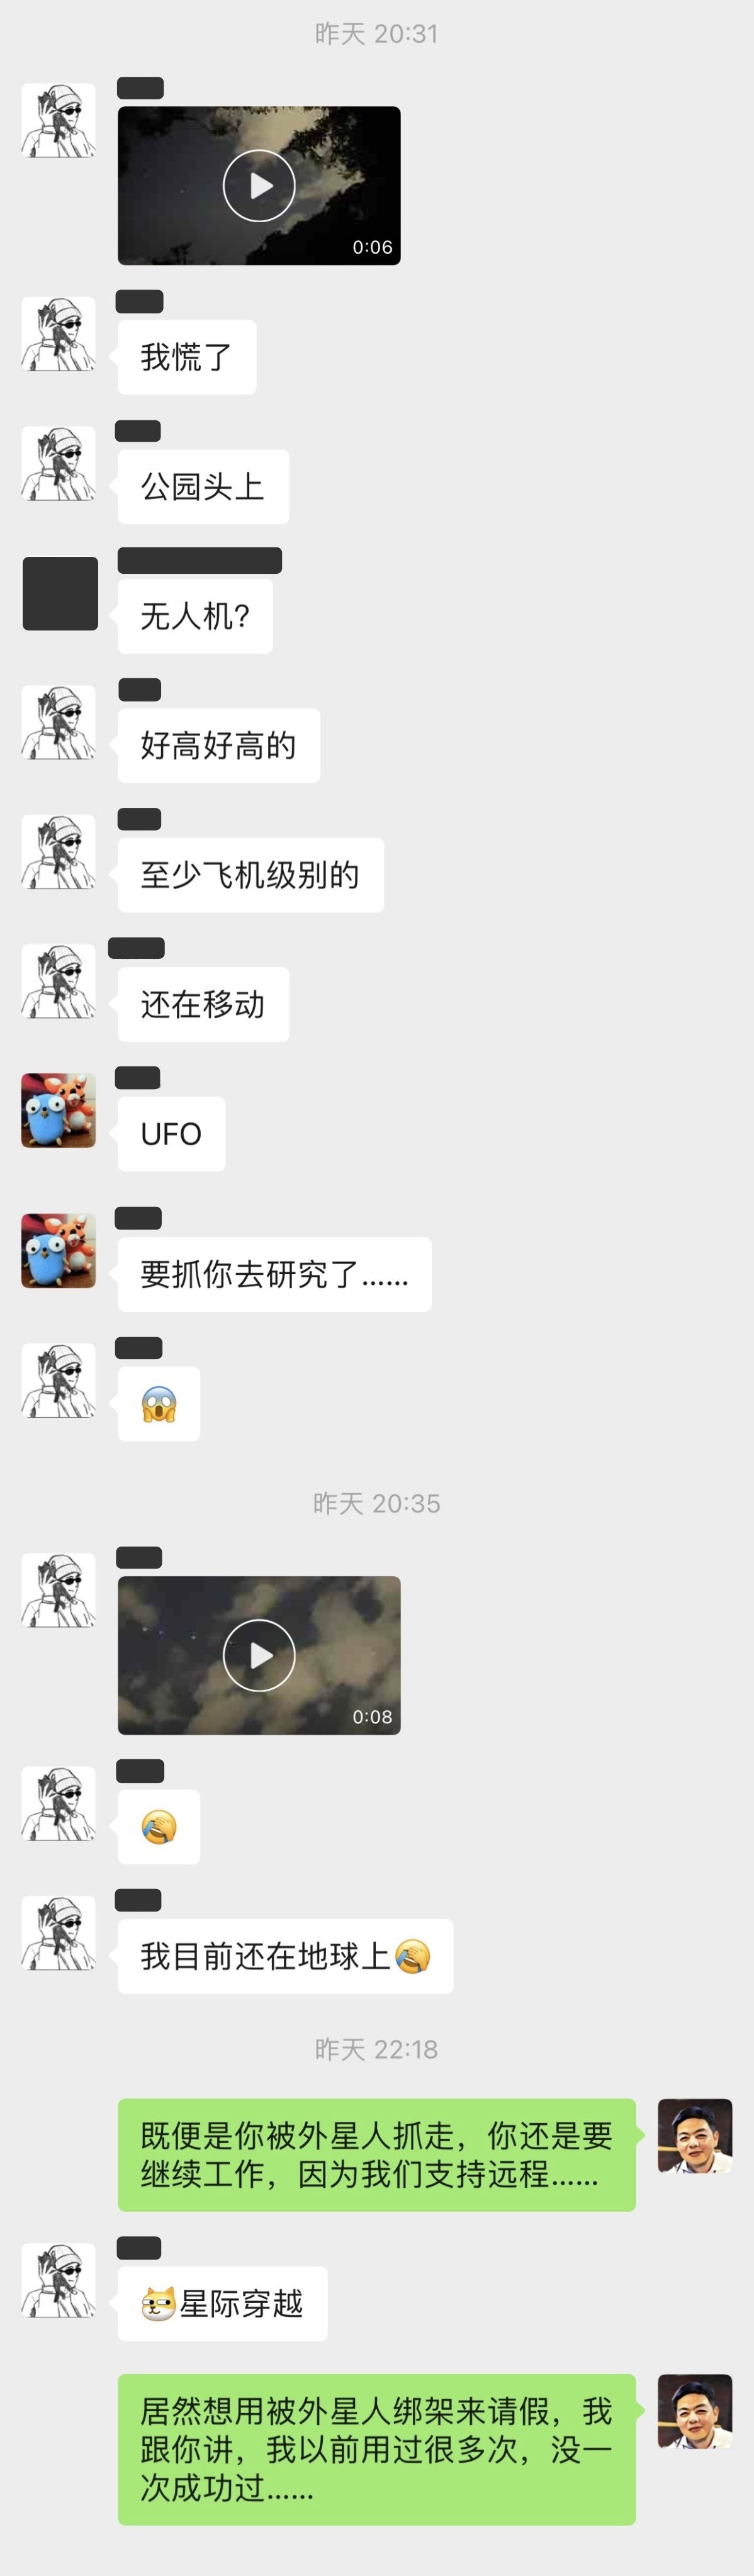 昨天 20:31
0:06
我慌了
公园头上
无人机?
好高好高的
至少飞机级别的
还在移动
UFO
要抓你去研究了……
😱
昨天 20:35
0:08
🤦
我目前还在地球上🤦
昨天 22:18
既便是你被外星人抓走，你还是要
继续工作，因为我们支持远程……
星际穿越
居然想用被外星人绑架来请假，我
跟你讲，我以前用过很多次，没一
次成功过……